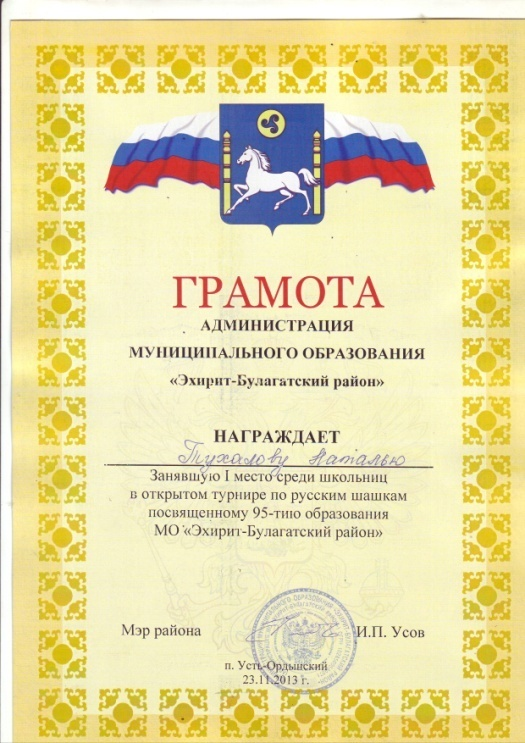 ГРАМОТА
АДМИНИСТРАЦИЯ
МУНИЦИПАЛЬНОГО ОБРАЗОВАНИЯ
«Эхирит-Булагатский район»
НАГРАЖДАЕТ
Тухалову Наталью
Занявшую I место среди школьниц
в открытом турнире по русским шашкам
посвященному 95-тию образования
МО «Эхирит-Булагатский район»
Мэр района И.П. Усов
п. Усть-Ордынский
23.11.2013 г.